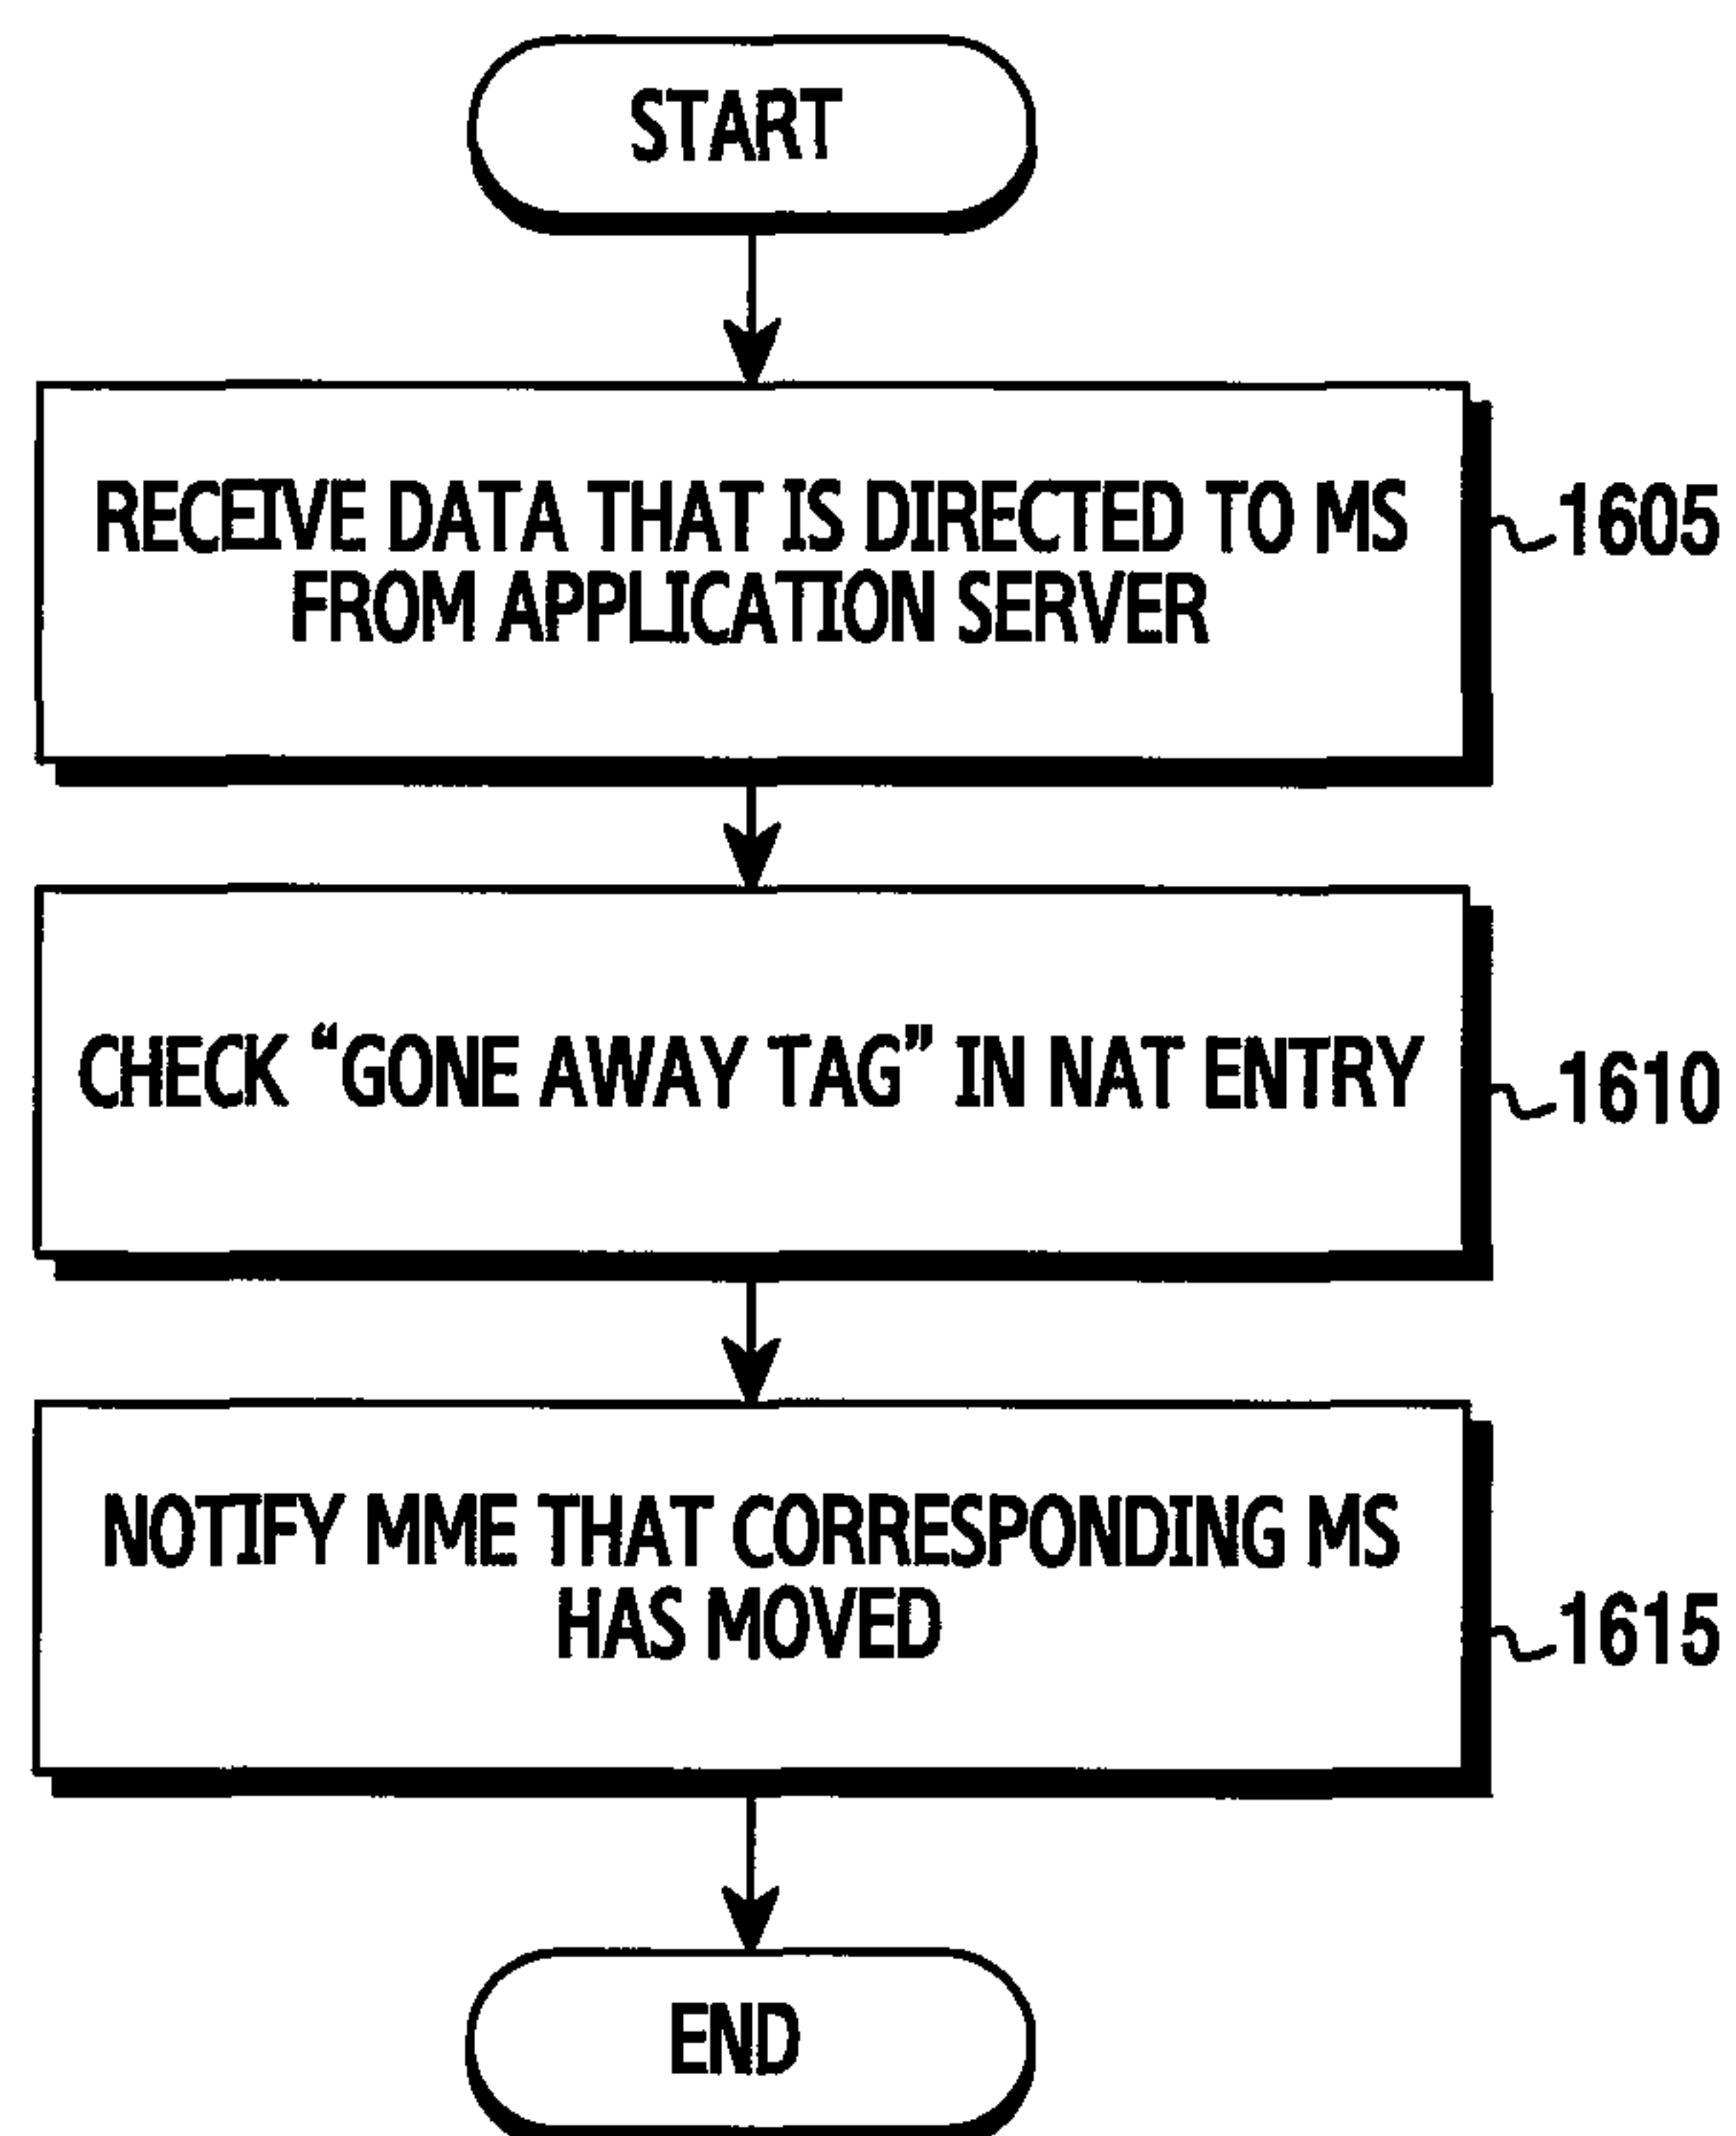 START
RECEIVE DATA THAT IS DIRECTED TO MS
FROM APPLICATION SERVER
1605
CHECK “GONE AWAY TAG” IN NAT ENTRY
1610
NOTIFY MME THAT CORRESPONDING MS
HAS MOVED
1615
END